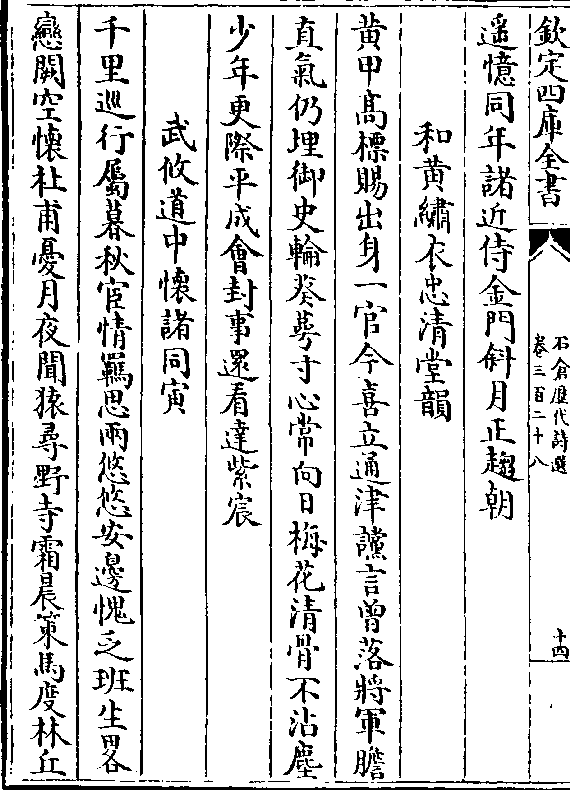 欽定四庫全書
石倉歷代詩選
卷三百二十八
十四
遥憶同年諸近侍金門斜月正趨朝
和黄繡衣忠清堂韻
黄甲髙標賜出身一官今喜立通津讜言曾落將軍膽
直氣仍埋御史輪葵萼寸心常向日梅花清骨不沾塵
少年更際平成會封事還看達紫宸
武攸道中懷諸同寅
千里巡行屬暮秋宦情羈思兩悠悠安邊愧乏班生畧
戀闕空懷社甫憂月夜聞猿尋野寺霜晨策馬度林丘